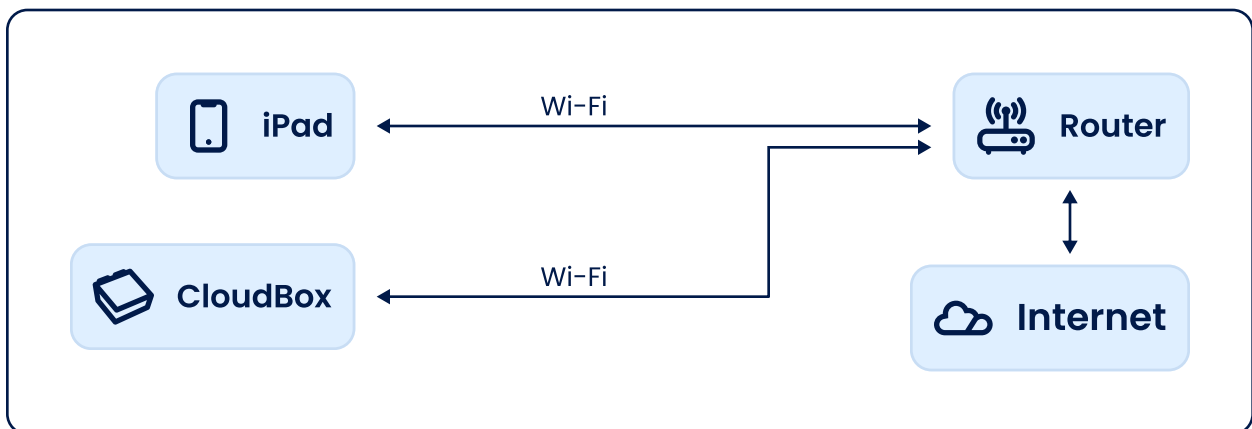 iPad
Wi-Fi
Router
CloudBox
Wi-Fi
Internet